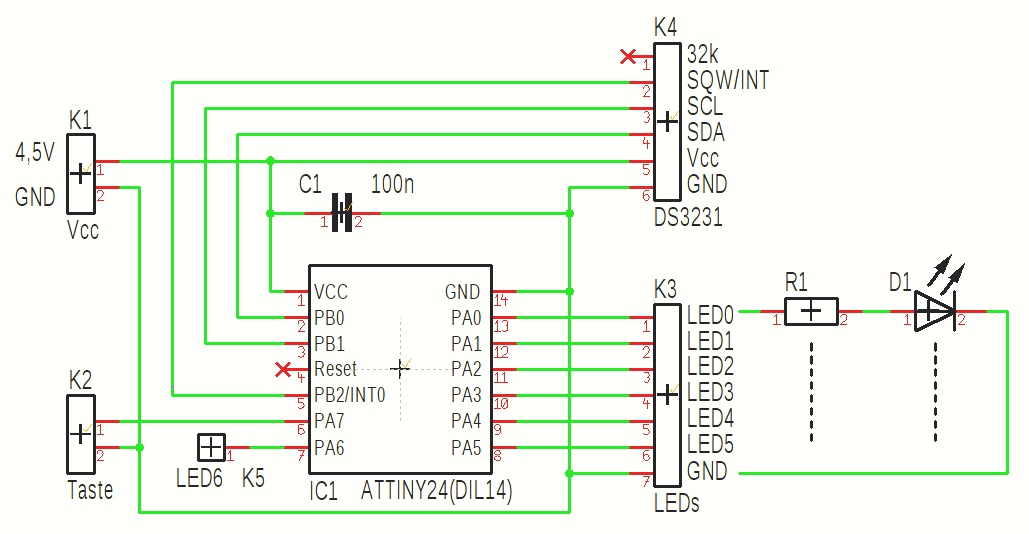 K4
1 32k
2 SQW/INT
3 SCL
4 SDA
5 Vcc
6 GND
DS3231
K1
4,5V 1
GND 2
Vcc
C1 100n
1 2
1 VCC GND 14
2 PB0 PA0 13
3 PB1 PA1 12
4 Reset PA2 11
5 PB2/INT0 PA3 10
6 PA7 PA4 9
7 PA6 PA5 8
IC1 ATTINY24(DIL14)
K2
1
2
Taste
1
LED6 K5
K3
1 LED0
2 LED1
3 LED2
4 LED3
5 LED4
6 LED5
7 GND
LEDs
R1
1 2
D1
1 2